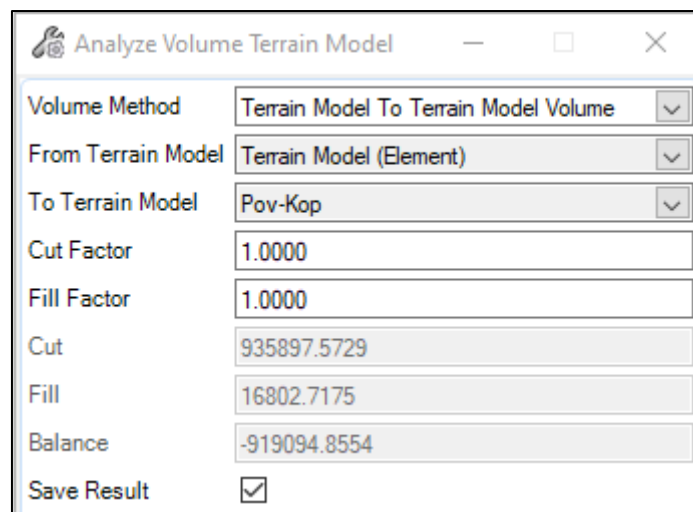 Analyze Volume Terrain Model
Volume Method Terrain Model To Terrain Model Volume
From Terrain Model Terrain Model (Element)
To Terrain Model Pov-Kop
Cut Factor 1.0000
Fill Factor 1.0000
Cut 935897.5729
Fill 16802.7175
Balance -919094.8554
Save Result